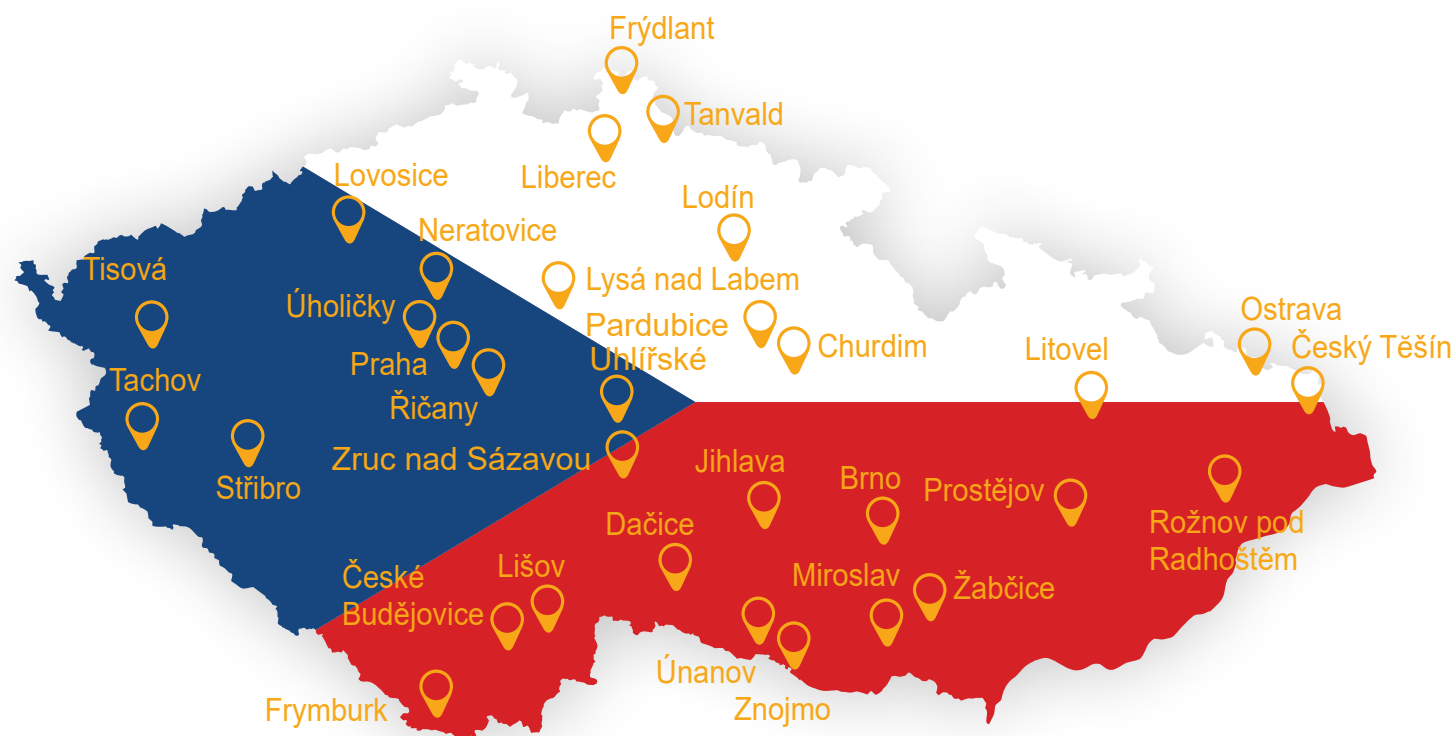 Frýdlant
Tanvald
Liberec
Lovosice
Lodín
Neratovice
Tisová
Lysá nad Labem
Úholičky
Pardubice
Ostrava
Churdim
Litovel
Český Těšín
Uhlířské
Praha
Tachov
Řičany
Zruc nad Sázavou
Jihlava
Střibro
Brno
Prostějov
Dačice
Rožnov pod
Radhoštěm
Lišov
České
Budějovice
Miroslav
Žabčice
Únanov
Znojmo
Frymburk